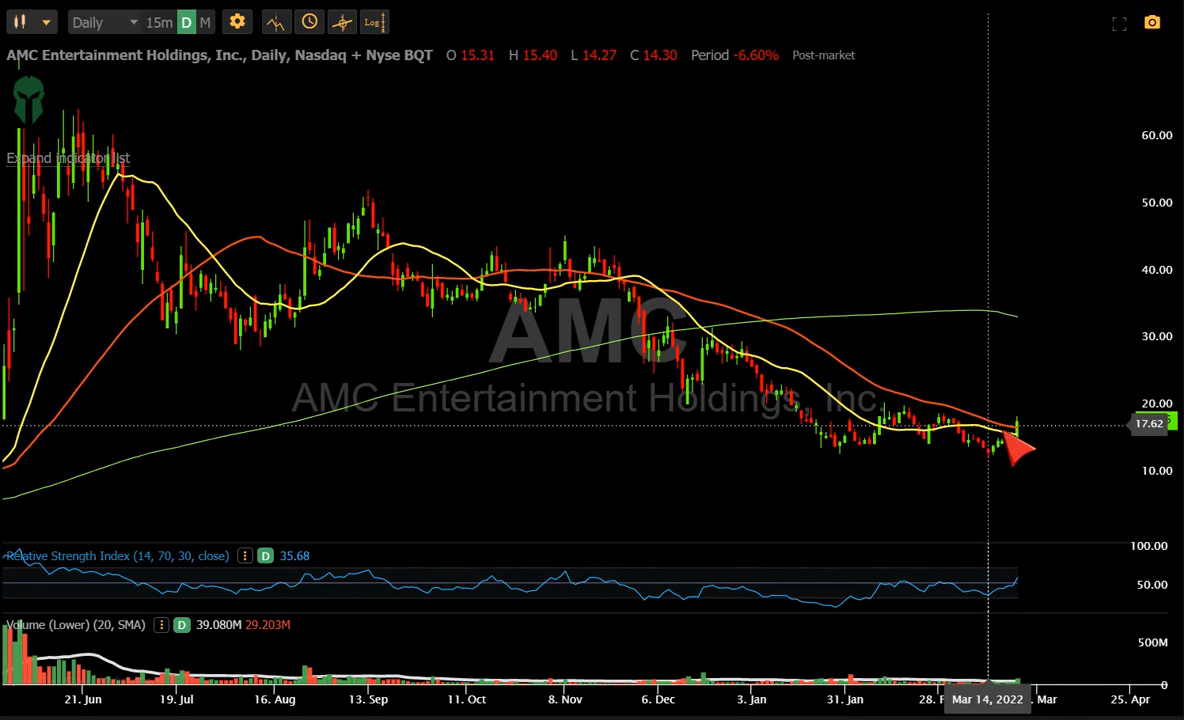 Daily 15m D M Log
AMC Entertainment Holdings, Inc., Daily, Nasdaq + Nyse BQT O 15.31 H 15.40 L 14.27 C 14.30 Period -6.60% Post-market
Expand indicator list
60.00
50.00
40.00
30.00
20.00
17.62
10.00
AMC
AMC Entertainment Holdings, Inc.
Relative Strength Index (14, 70, 30, close) D 35.68
100.00
50.00
Volume (Lower) (20, SMA) D 39.080M 29.203M
500M
0
21. Jun 19. Jul 16. Aug 13. Sep 11. Oct 8. Nov 6. Dec 3. Jan 31. Jan 28. F Mar 14, 2022 . Mar 25. Apr